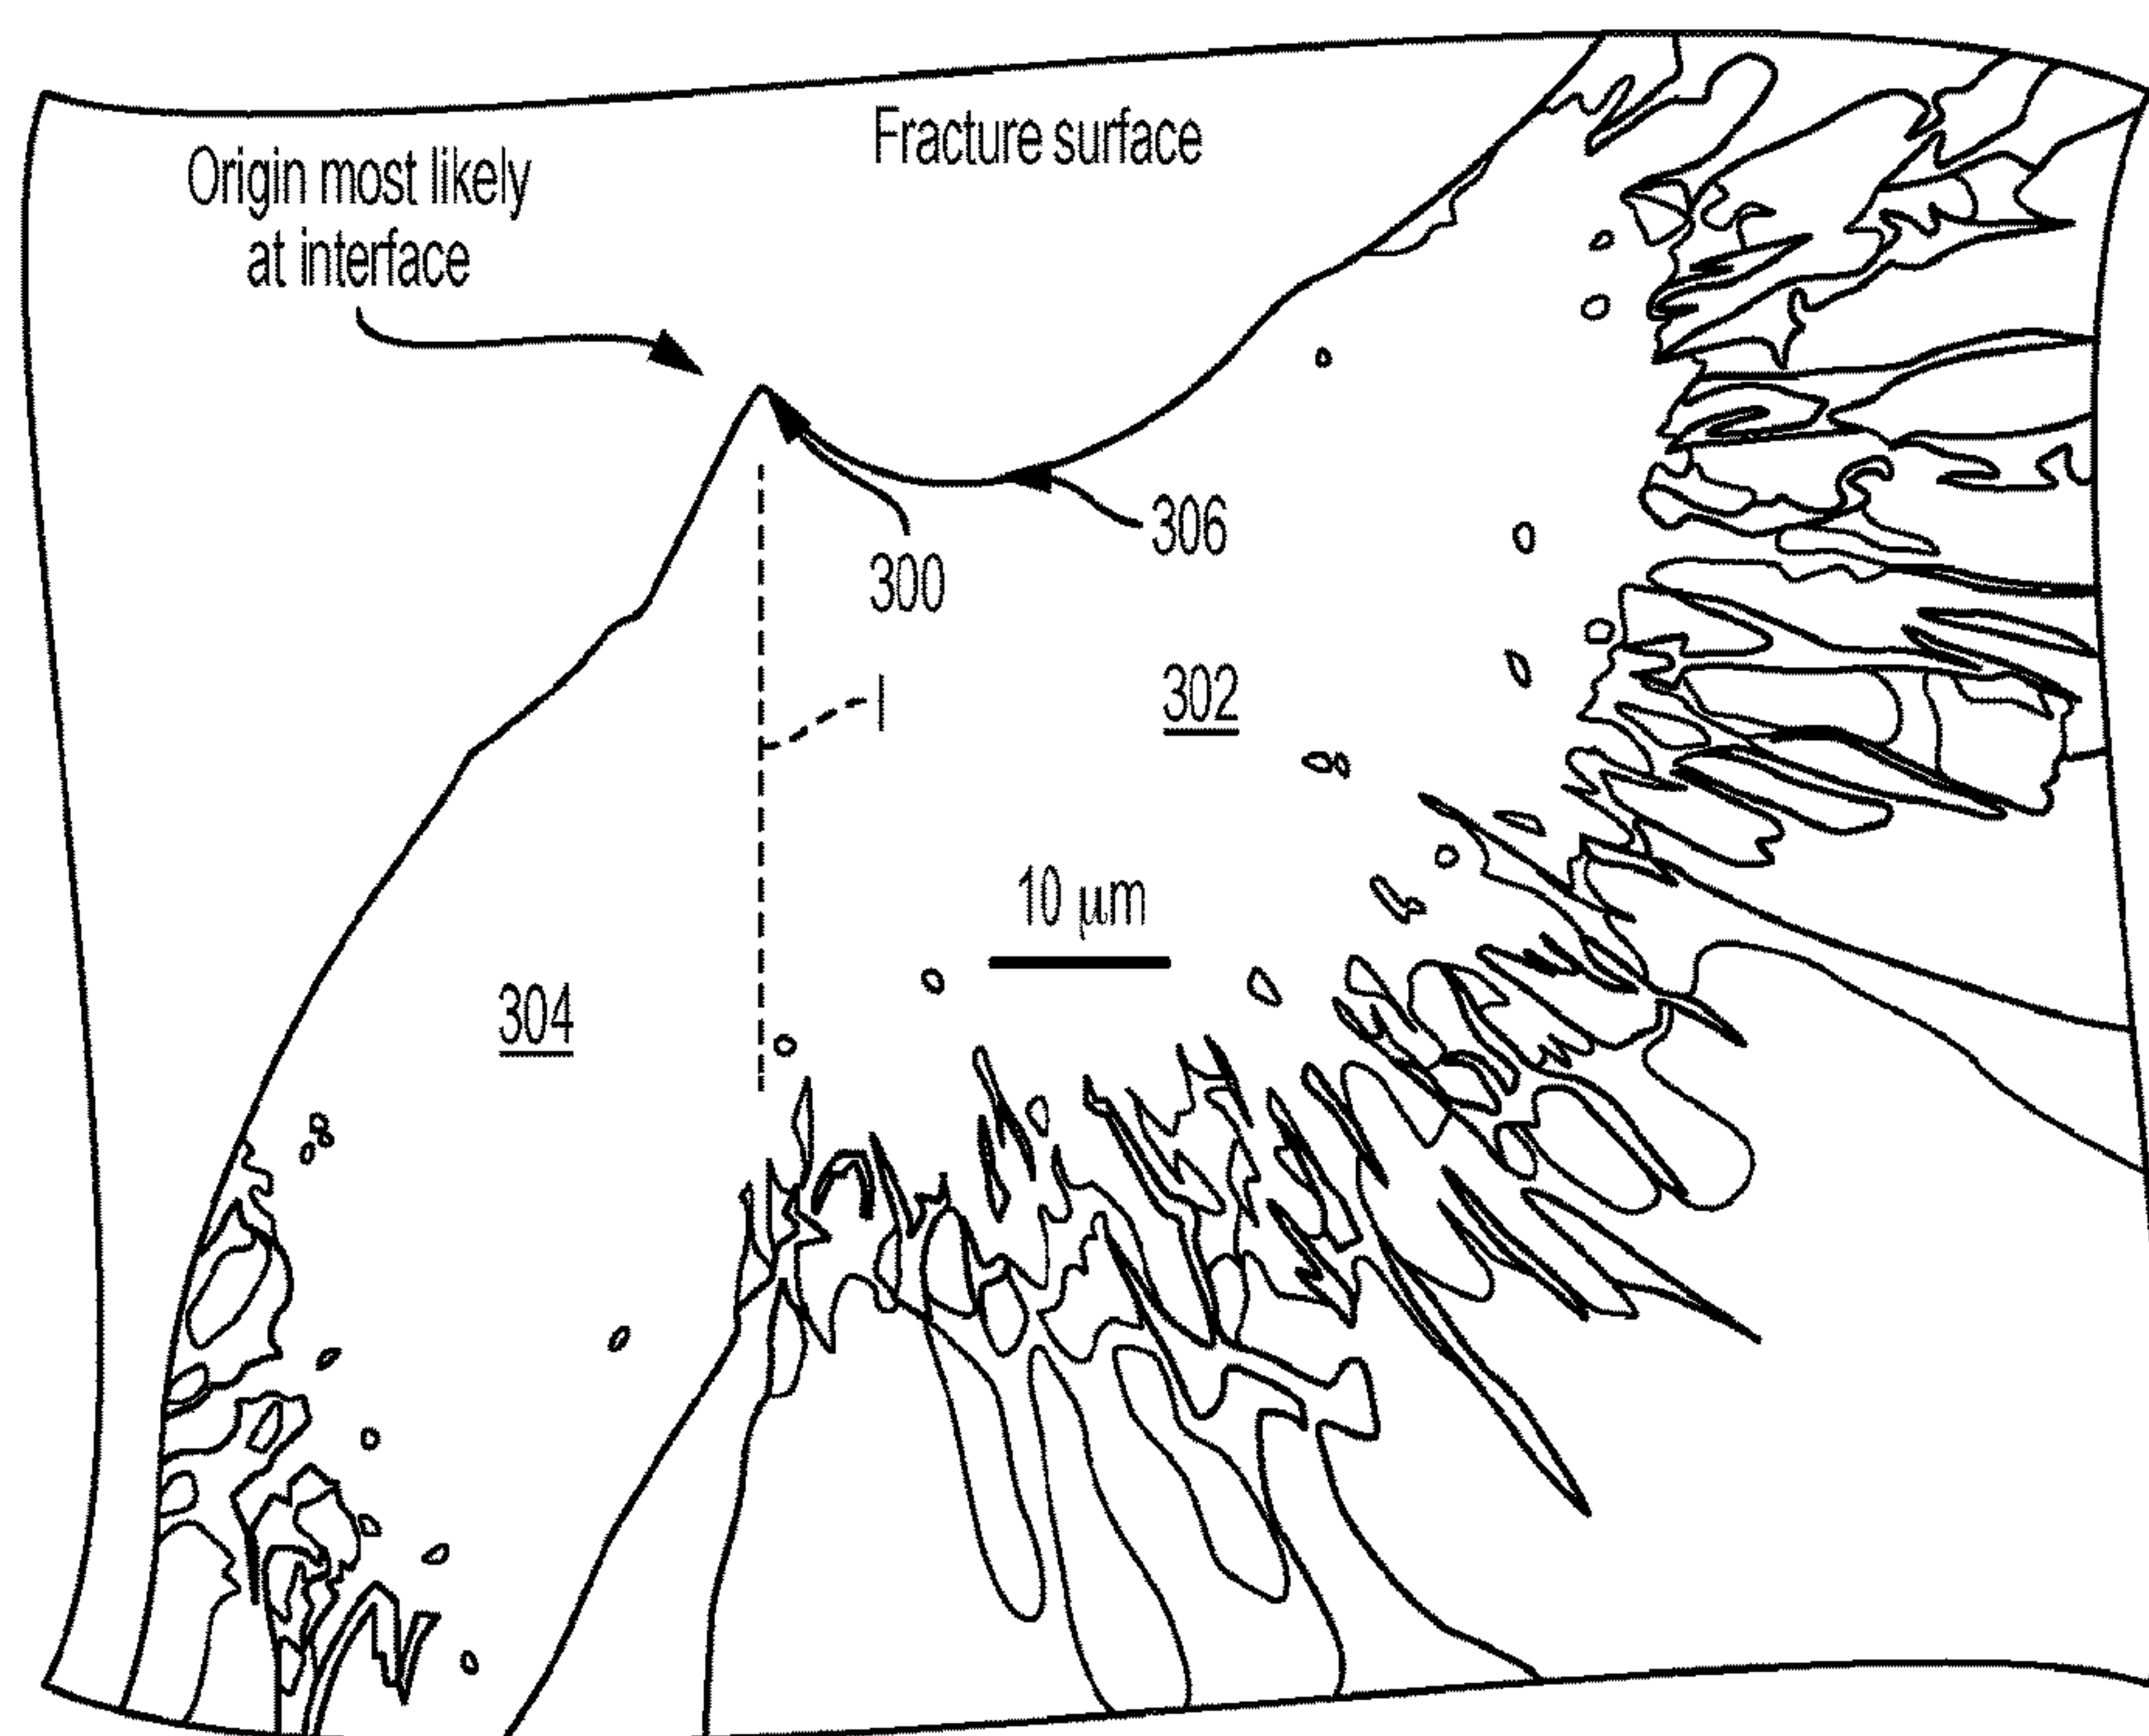 Fracture surface
Origin most likely
at interface
306
300
I
302
10 μm
304